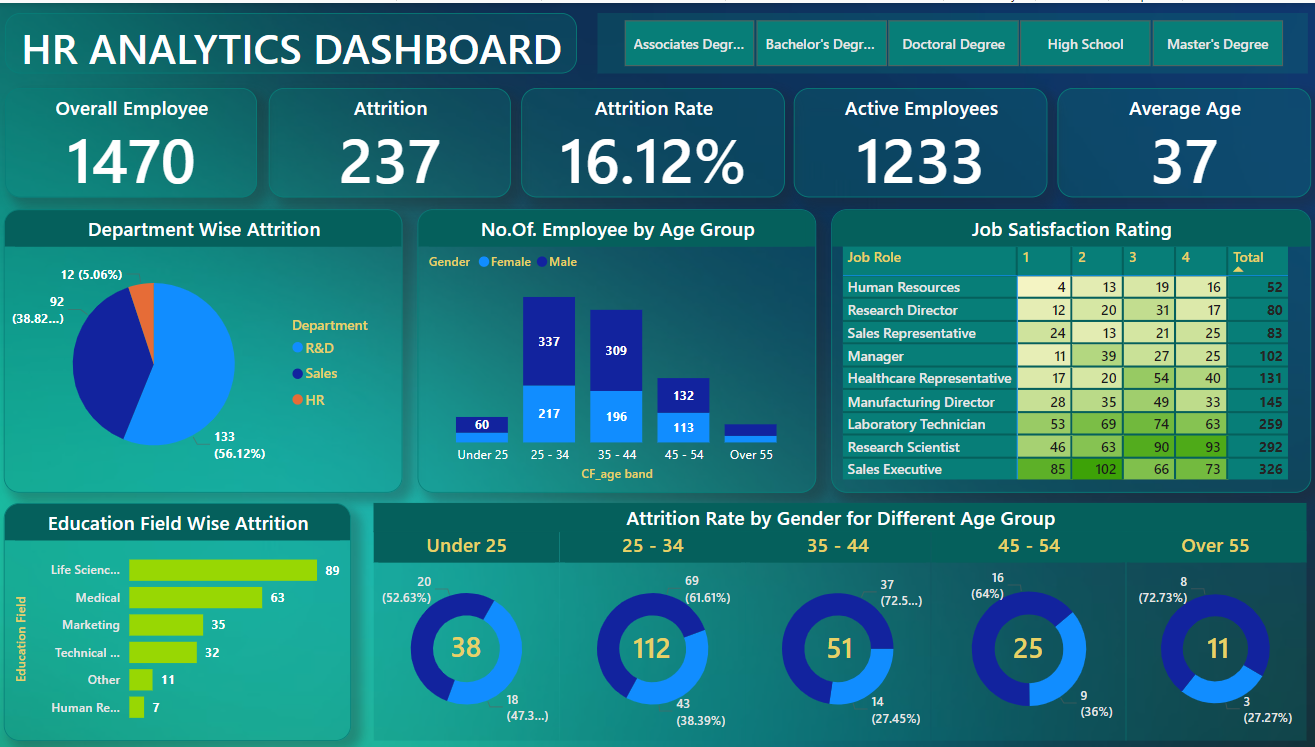 HR ANALYTICS DASHBOARD
Associates Degr...
Bachelor's Degr...
Doctoral Degree
High School
Master's Degree
Overall Employee
1470
Attrition
237
Attrition Rate
16.12%
Active Employees
1233
Average Age
37
Department Wise Attrition
12 (5.06%)
92
(38.82...)
133
(56.12%)
Department
R&D
Sales
HR
No.Of. Employee by Age Group
Gender Female Male
60
337
217
309
196
132
113
Under 25 25 - 34 35 - 44 45 - 54 Over 55
CF_age band
Job Satisfaction Rating
Job Role 1 2 3 4 Total
Human Resources 4 13 19 16 52
Research Director 12 20 31 17 80
Sales Representative 24 13 21 25 83
Manager 11 39 27 25 102
Healthcare Representative 17 20 54 40 131
Manufacturing Director 28 35 49 33 145
Laboratory Technician 53 69 74 63 259
Research Scientist 46 63 90 93 292
Sales Executive 85 102 66 73 326
Education Field Wise Attrition
Education Field
Life Scienc... 89
Medical 63
Marketing 35
Technical ... 32
Other 11
Human Re... 7
Attrition Rate by Gender for Different Age Group
Under 25
20
(52.63%)
38
18
(47.3...)
25 - 34
69
(61.61%)
112
43
(38.39%)
35 - 44
37
(72.5...)
51
14
(27.45%)
45 - 54
16
(64%)
25
9
(36%)
Over 55
8
(72.73%)
11
3
(27.27%)